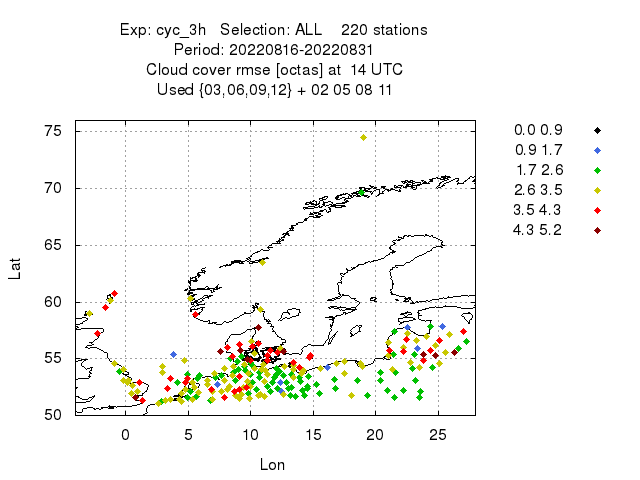 Exp: cyc_3h Selection: ALL 220 stations
Period: 20220816-20220831
Cloud cover rmse [octas] at 14 UTC
Used {03,06,09,12} + 02 05 08 11
75
70
65
60
55
50
Lat
0 5 10 15 20 25
Lon
0.0 0.9
0.9 1.7
1.7 2.6
2.6 3.5
3.5 4.3
4.3 5.2